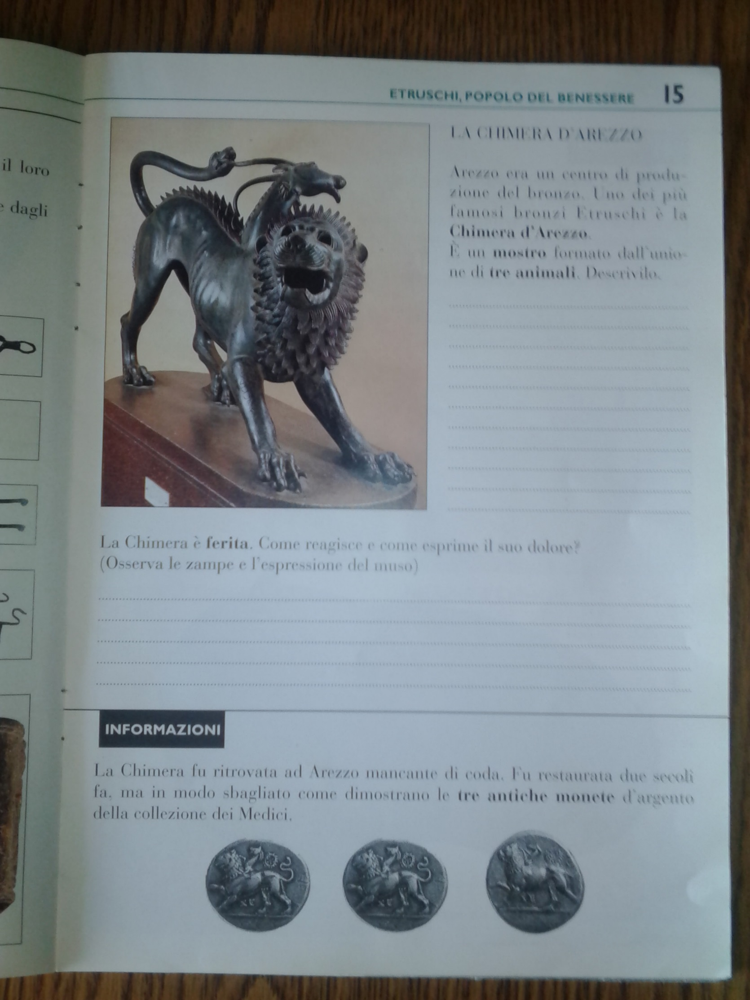 il loro
dagli
ETRUSCHI, POPOLO DEL BENESSERE 15
LA CHIMERA D'AREZZO
Arezzo era un centro di produ-
zione del bronzo. Uno dei più
famosi bronzi Etruschi è la
Chimera d'Arezzo.
È un mostro formato dall'unio-
ne di tre animali. Descrivilo.
La Chimera è ferita. Come reagisce e come esprime il suo dolore?
(Osserva le zampe e l'espressione del muso)
INFORMAZIONI
La Chimera fu ritrovata ad Arezzo mancante di coda. Fu restaurata due secoli
fa, ma in modo sbagliato come dimostrano le tre antiche monete d'argento
della collezione dei Medici.